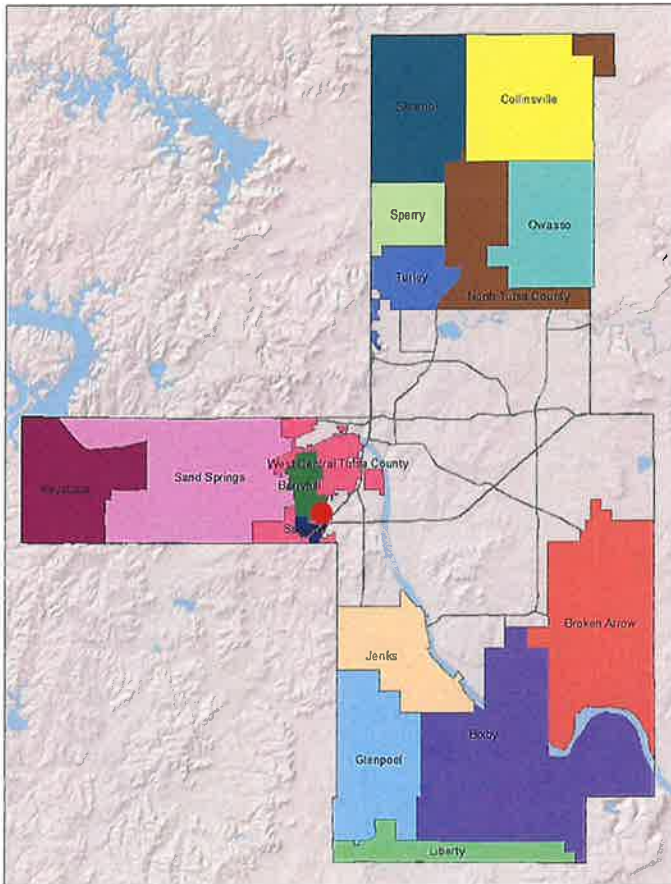 Skiatook
Collinsville
Sperry
Owasso
Turley
North Tulsa County
West Central Tulsa County
Sand Springs
Berryhill
Keystone
Broken Arrow
Jenks
Bixby
Glenpool
Liberty